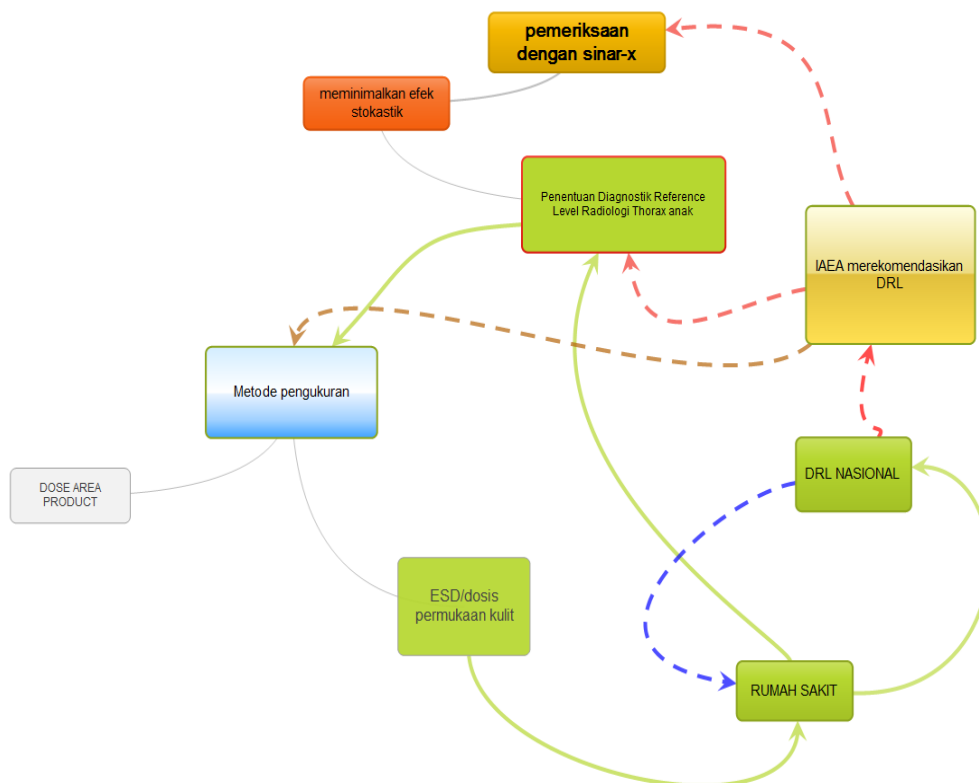 pemeriksaan
dengan sinar-x
meminimalkan efek
stokastik
Penentuan Diagnostik Reference
Level Radiologi Thorax anak
IAEA merekomendasikan
DRL
Metode pengukuran
DRL NASIONAL
DOSE AREA
PRODUCT
ESD/dosis
permukaan kulit
RUMAH SAKIT